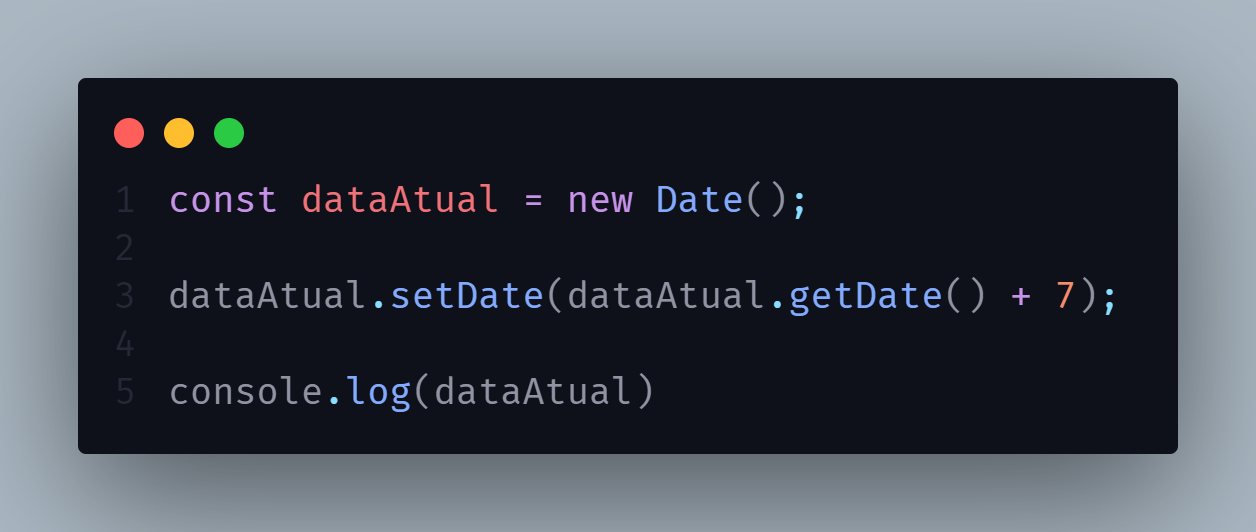 1 const dataAtual = new Date();
2
3 dataAtual.setDate(dataAtual.getDate() + 7);
4
5 console.log(dataAtual)